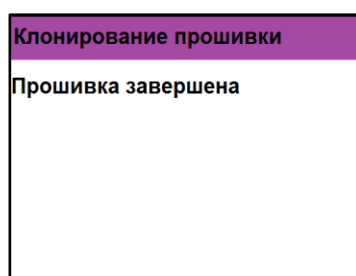 Клонирование прошивки
Прошивка завершена